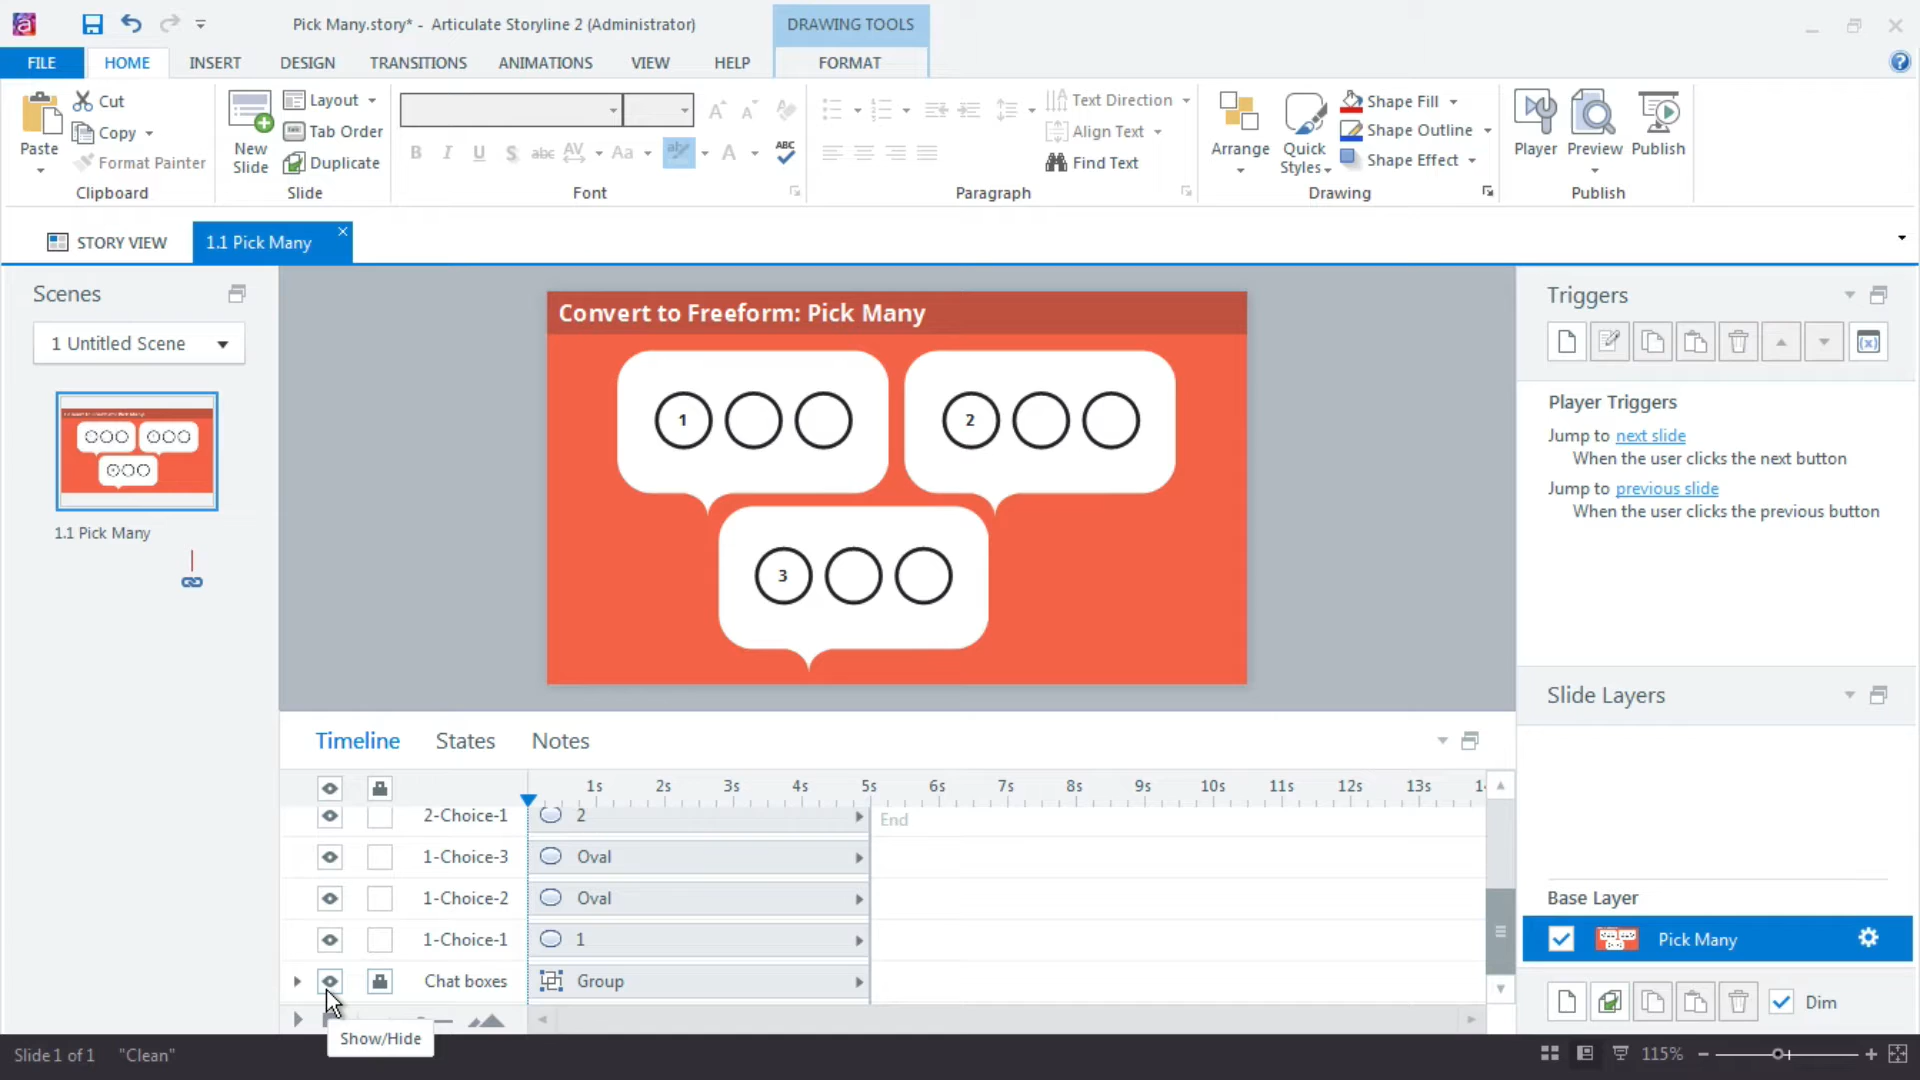 Pick Many.story* - Articulate Storyline 2 (Administrator)
DRAWING TOOLS
FILE HOME INSERT DESIGN TRANSITIONS ANIMATIONS VIEW HELP FORMAT
Paste
Cut
Copy
Format Painter
Clipboard
New Slide
Layout
Tab Order
Duplicate
Slide
B I U S abc AV Aa ab A ABC
Font
Text Direction
Align Text
Find Text
Paragraph
Arrange
Quick Styles
Shape Fill
Shape Outline
Shape Effect
Drawing
Player
Preview
Publish
Publish
STORY VIEW
1.1 Pick Many
Scenes
1 Untitled Scene
1.1 Pick Many
Convert to Freeform: Pick Many
1
2
3
Triggers
Player Triggers
Jump to next slide
When the user clicks the next button
Jump to previous slide
When the user clicks the previous button
Slide Layers
Base Layer
Pick Many
Dim
Timeline States Notes
1s 2s 3s 4s 5s 6s 7s 8s 9s 10s 11s 12s 13s
2-Choice-1 2 End
1-Choice-3 Oval
1-Choice-2 Oval
1-Choice-1 1
Chat boxes Group
Show/Hide
Slide 1 of 1 "Clean" 115%